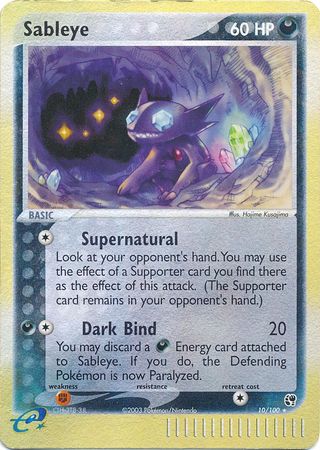 Sableye 60 HP
BASIC
Illus. Hajime Kusajima
Supernatural
Look at your opponent's hand. You may
use the effect of a Supporter card you find there
as the effect of this attack. (The Supporter
card remains in your opponent's hand.)
Dark Bind 20
You may discard a Energy card attached
to Sableye. If you do, the Defending
Pokémon is now Paralyzed.
weakness resistance retreat cost
©2003 Pokémon/Nintendo 10/100 ★
e